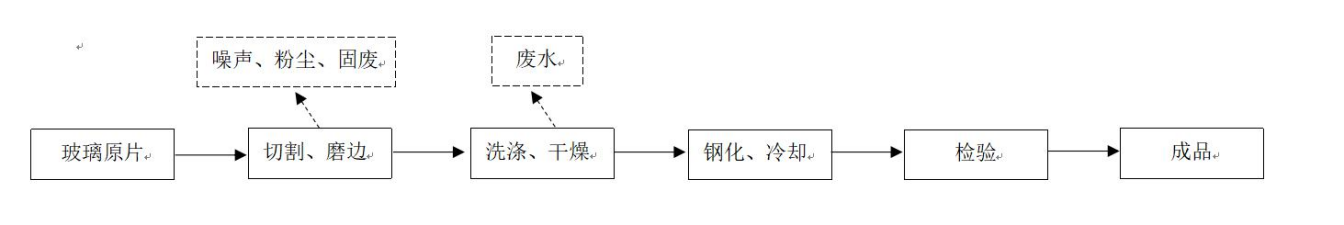 噪声、粉尘、固废
废水
玻璃原片
切割、磨边
洗涤、干燥
钢化、冷却
检验
成品